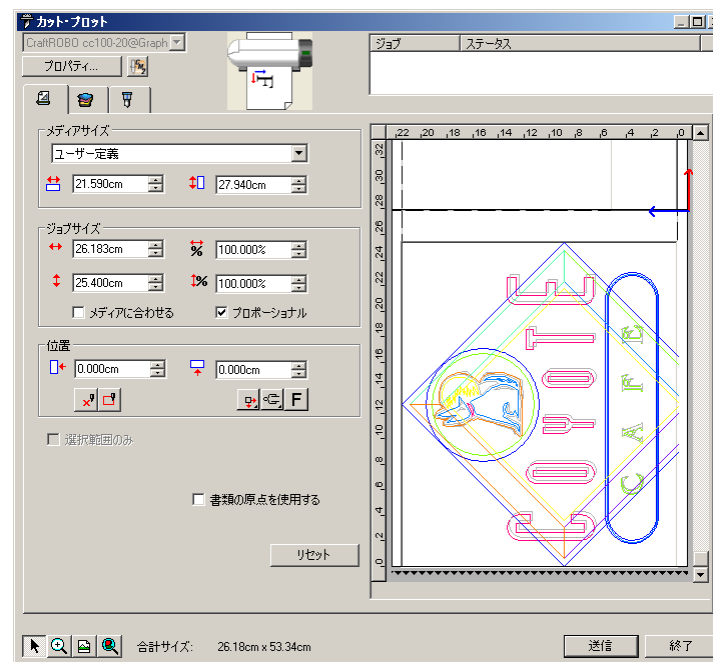 カット・プロット
CraftROBO cc100-20@Graph
プロパティ...
ジョブ ステータス
メディアサイズ
ユーザー定義
21.590cm 27.940cm
ジョブサイズ
26.183cm % 100.000%
25.400cm % 100.000%
メディアに合わせる プロポーショナル
位置
0.000cm 0.000cm
F
選択範囲のみ
書類の原点を使用する
リセット
22 20 18 16 14 12 10 8 6 4 2 0
32
30
28
26
24
22
20
18
16
14
12
10
8
6
4
2
0
COYOTE
CAFE
合計サイズ: 26.18cm x 53.34cm
送信 終了